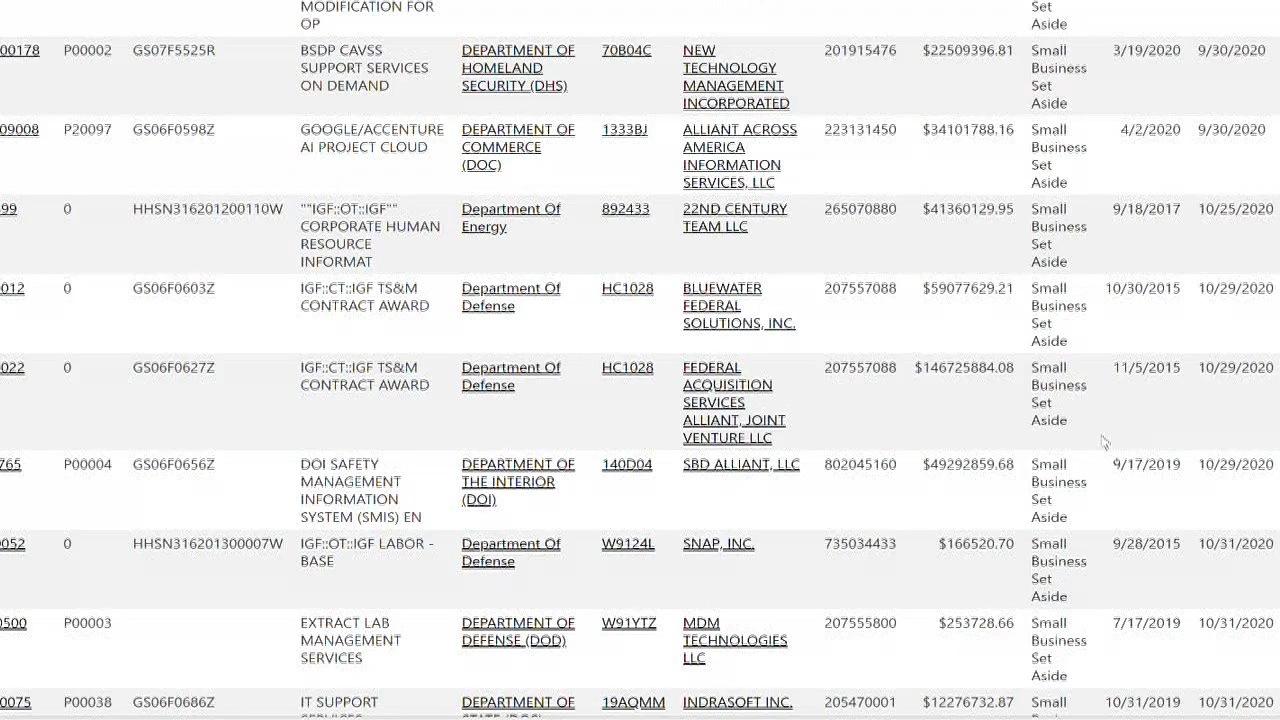 MODIFICATION FOR Set
OP Aside
00178 P00002 GS07F5525R BSDP CAVSS DEPARTMENT OF 70B04C NEW 201915476 $22509396.81 Small 3/19/2020 9/30/2020
SUPPORT SERVICES HOMELAND TECHNOLOGY Business
ON DEMAND SECURITY (DHS) MANAGEMENT Set
INCORPORATED Aside
09008 P20097 GS06F0598Z GOOGLE/ACCENTURE DEPARTMENT OF 1333BJ ALLIANT ACROSS 223131450 $34101788.16 Small 4/2/2020 9/30/2020
AI PROJECT CLOUD COMMERCE AMERICA Business
(DOC) INFORMATION Set
SERVICES, LLC Aside
99 0 HHSN316201200110W ""IGF::OT::IGF"" Department Of 892433 22ND CENTURY 265070880 $41360129.95 Small 9/18/2017 10/25/2020
CORPORATE HUMAN Energy TEAM LLC Business
RESOURCE Set
INFORMAT Aside
0012 0 GS06F0603Z IGF::CT::IGF TS&M Department Of HC1028 BLUEWATER 207557088 $59077629.21 Small 10/30/2015 10/29/2020
CONTRACT AWARD Defense FEDERAL Business
SOLUTIONS, INC. Set
Aside
0022 0 GS06F0627Z IGF::CT::IGF TS&M Department Of HC1028 FEDERAL 207557088 $146725884.08 Small 11/5/2015 10/29/2020
CONTRACT AWARD Defense ACQUISITION Business
SERVICES Set
ALLIANT, JOINT Aside
VENTURE LLC
765 P00004 GS06F0656Z DOI SAFETY DEPARTMENT OF 140D04 SBD ALLIANT, LLC 802045160 $49292859.68 Small 9/17/2019 10/29/2020
MANAGEMENT THE INTERIOR Business
INFORMATION (DOI) Set
SYSTEM (SMIS) EN Aside
0052 0 HHSN316201300007W IGF::OT::IGF LABOR - Department Of W9124L SNAP, INC. 735034433 $166520.70 Small 9/28/2015 10/31/2020
BASE Defense Business
Set
Aside
0500 P00003 EXTRACT LAB DEPARTMENT OF W91YTZ MDM 207555800 $253728.66 Small 7/17/2019 10/31/2020
MANAGEMENT DEFENSE (DOD) TECHNOLOGIES Business
SERVICES LLC Set
Aside
0075 P00038 GS06F0686Z IT SUPPORT DEPARTMENT OF 19AQMM INDRASOFT INC. 205470001 $12276732.87 Small 10/31/2019 10/31/2020